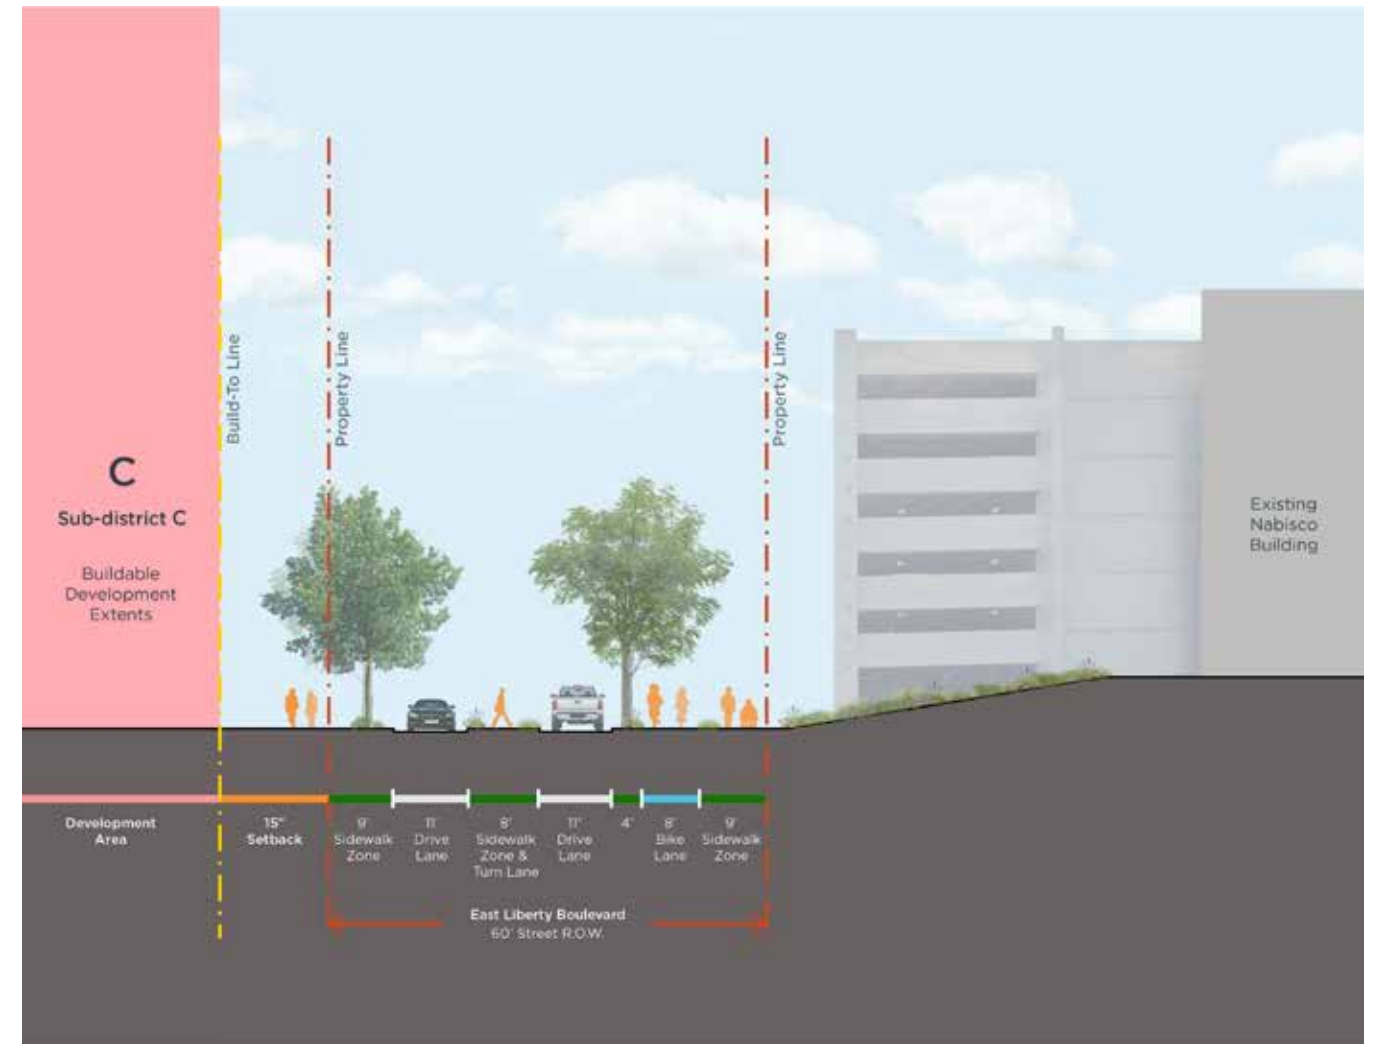 Build-To Line
Property Line
Property Line
C
Sub-district C
Buildable
Development
Extents
Existing
Nabisco
Building
Development
Area
15"
Setback
9'
Sidewalk
Zone
11'
Drive
Lane
8'
Sidewalk
Zone &
Turn Lane
11'
Drive
Lane
4'
8'
Bike
Lane
9'
Sidewalk
Zone
East Liberty Boulevard
60' Street R.O.W.